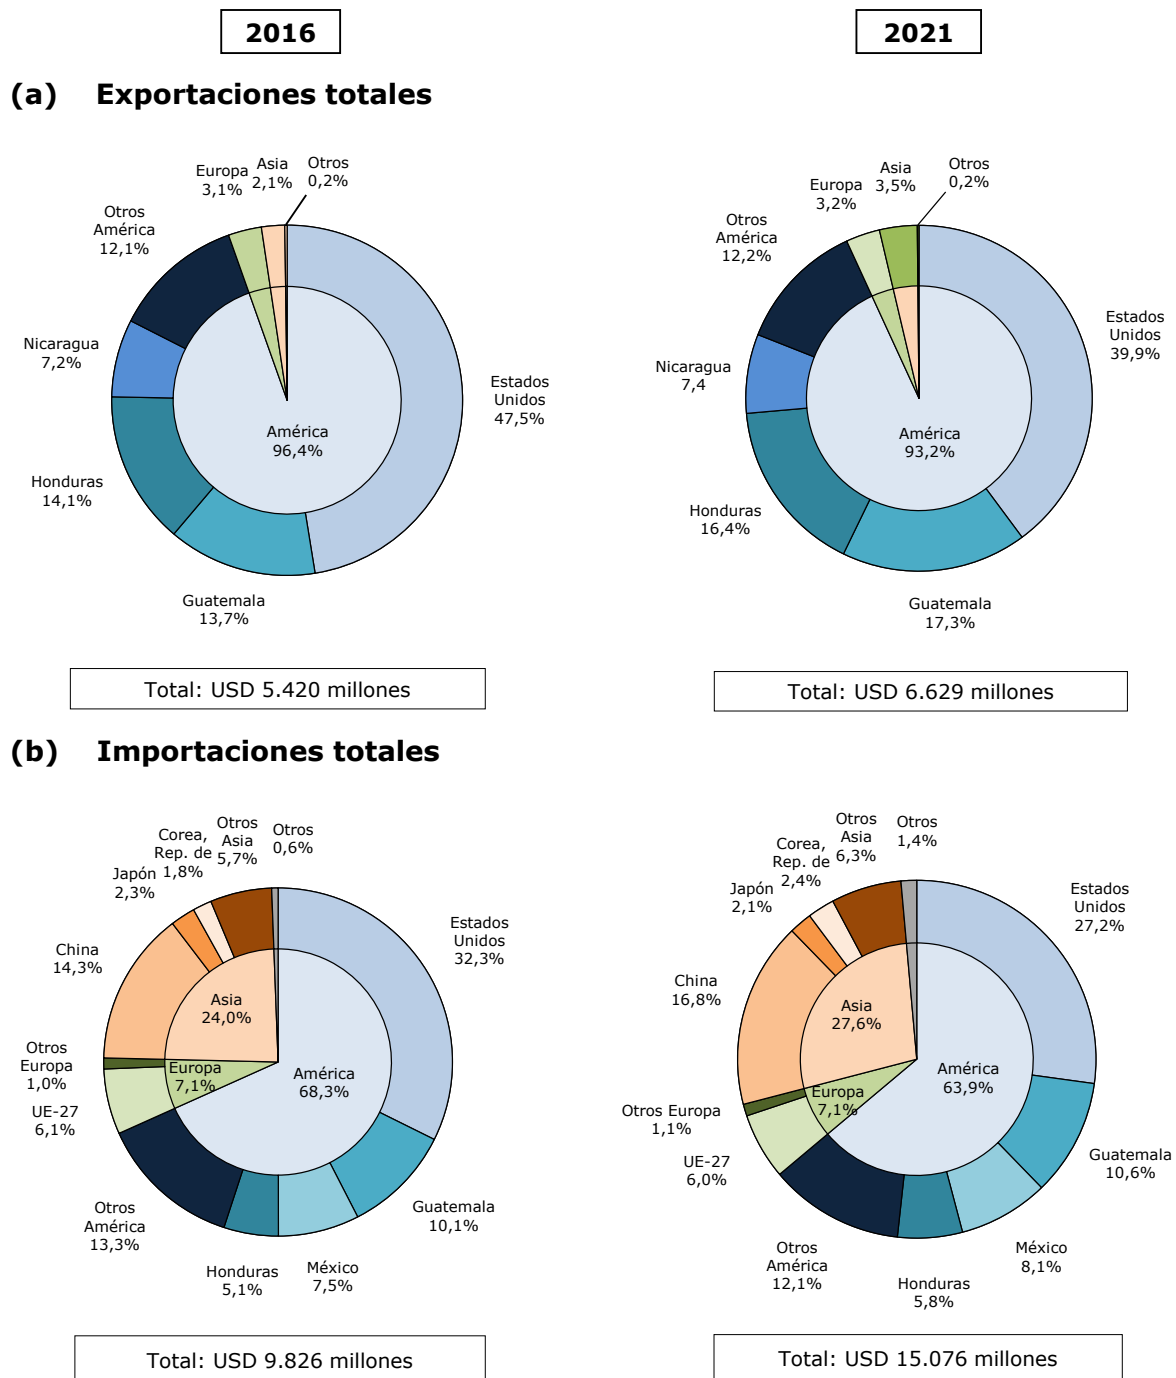 2016
2021
(a) Exportaciones totales
Europa
3,1%
Asia
2,1%
Otros
0,2%
Otros
América
12,1%
Nicaragua
7,2%
Honduras
14,1%
Guatemala
13,7%
Estados
Unidos
47,5%
América
96,4%
Total: USD 5.420 millones
Europa
3,2%
Asia
3,5%
Otros
0,2%
Otros
América
12,2%
Nicaragua
7,4
Honduras
16,4%
Guatemala
17,3%
Estados
Unidos
39,9%
América
93,2%
Total: USD 6.629 millones
(b) Importaciones totales
Japón
2,3%
Corea,
Rep. de
1,8%
Otros
Asia
5,7%
Otros
0,6%
Estados
Unidos
32,3%
China
14,3%
Asia
24,0%
Otros
Europa
1,0%
Europa
7,1%
América
68,3%
UE-27
6,1%
Otros
América
13,3%
Honduras
5,1%
México
7,5%
Guatemala
10,1%
Total: USD 9.826 millones
Japón
2,1%
Corea,
Rep. de
2,4%
Otros
Asia
6,3%
Otros
1,4%
Estados
Unidos
27,2%
China
16,8%
Asia
27,6%
Otros Europa
1,1%
Europa
7,1%
América
63,9%
UE-27
6,0%
Otros
América
12,1%
Honduras
5,8%
México
8,1%
Guatemala
10,6%
Total: USD 15.076 millones